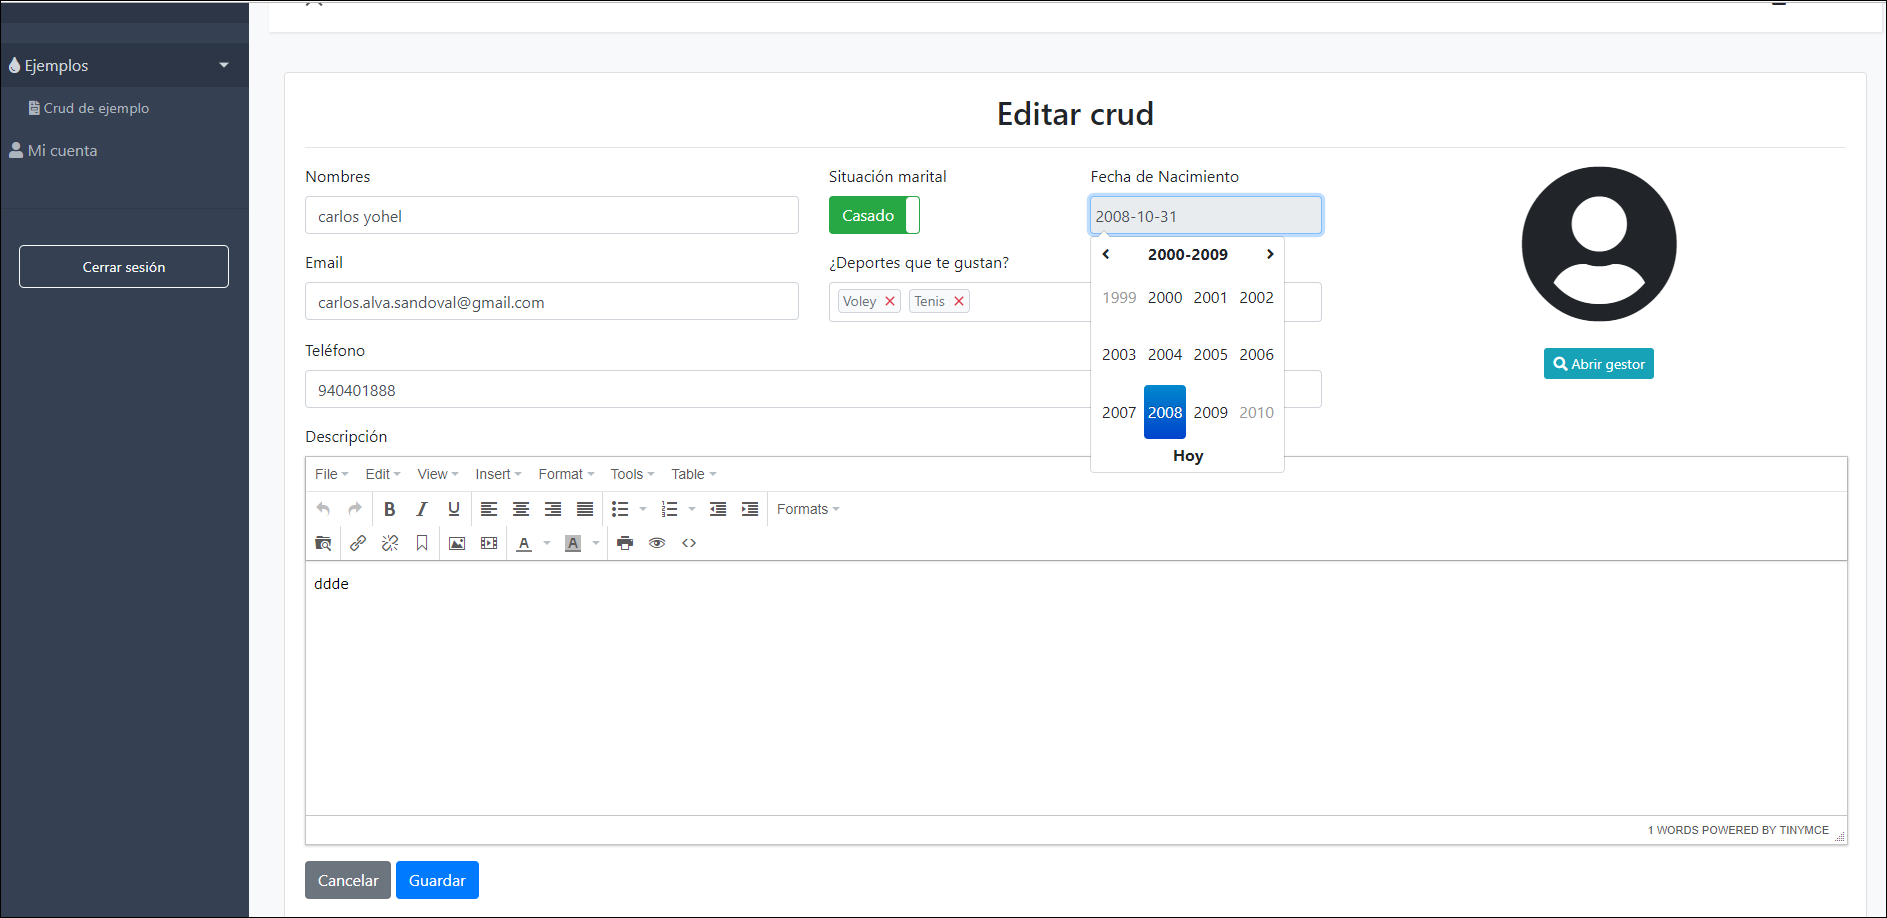 Ejemplos
Crud de ejemplo
Mi cuenta
Cerrar sesión
Editar crud
Nombres
carlos yohel
Situación marital
Casado
Fecha de Nacimiento
2008-10-31
2000-2009
1999 2000 2001 2002
2003 2004 2005 2006
2007 2008 2009 2010
Hoy
Email
carlos.alva.sandoval@gmail.com
¿Deportes que te gustan?
Voley Tenis
Teléfono
940401888
Abrir gestor
Descripción
File Edit View Insert Format Tools Table
B I U Formats
A A
ddde
1 WORDS POWERED BY TINYMCE
Cancelar Guardar